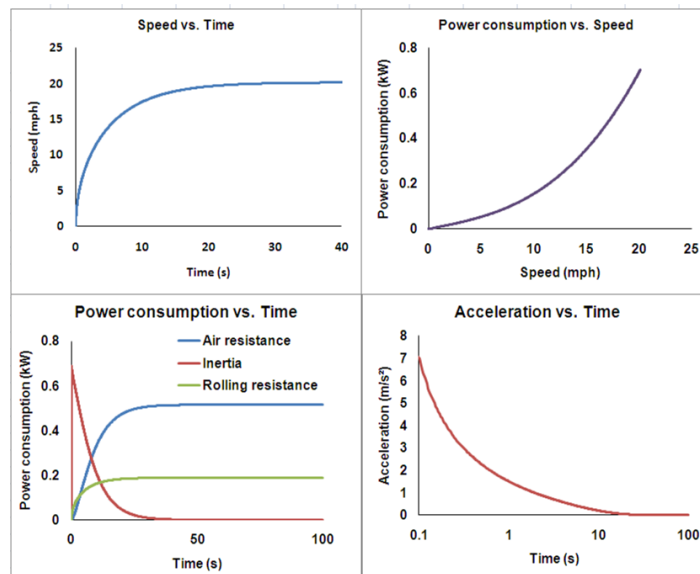 Speed vs. Time
25
20
15
10
5
0
Speed (mph)
0 10 20 30 40
Time (s)
Power consumption vs. Speed
0.8
0.6
0.4
0.2
0
Power consumption (kW)
0 5 10 15 20 25
Speed (mph)
Power consumption vs. Time
0.8
0.6
0.4
0.2
0
Power consumption (kW)
Air resistance
Inertia
Rolling resistance
0 50 100
Time (s)
Acceleration vs. Time
8
7
6
5
4
3
2
1
0
Acceleration (m/s²)
0.1 1 10 100
Time (s)